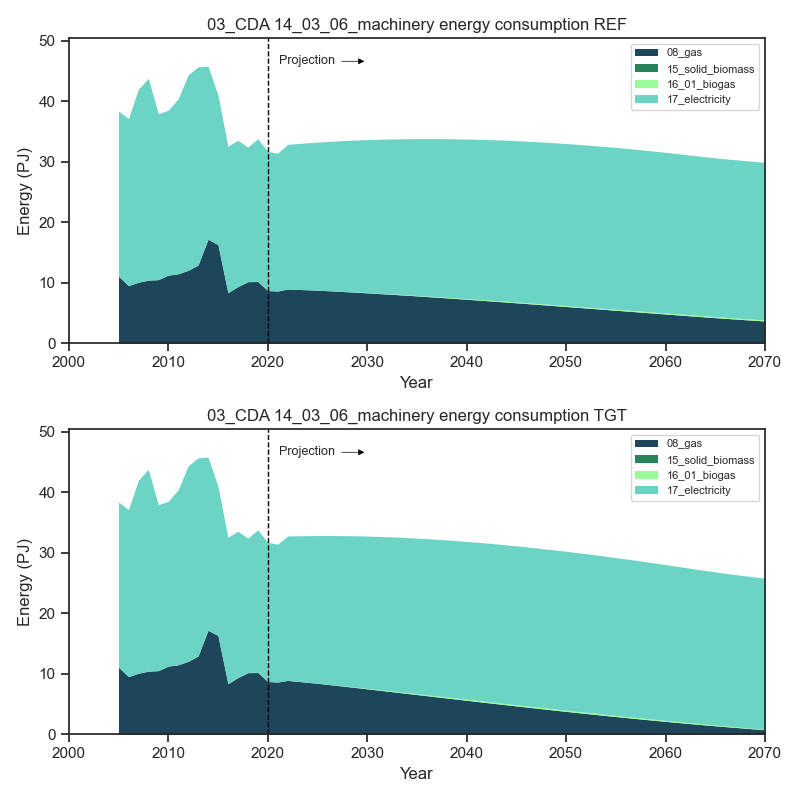 03_CDA 14_03_06_machinery energy consumption REF
50
40
30
20
10
0
Energy (PJ)
Projection
08_gas
15_solid_biomass
16_01_biogas
17_electricity
2000 2010 2020 2030 2040 2050 2060 2070
Year
03_CDA 14_03_06_machinery energy consumption TGT
50
40
30
20
10
0
Energy (PJ)
Projection
08_gas
15_solid_biomass
16_01_biogas
17_electricity
2000 2010 2020 2030 2040 2050 2060 2070
Year